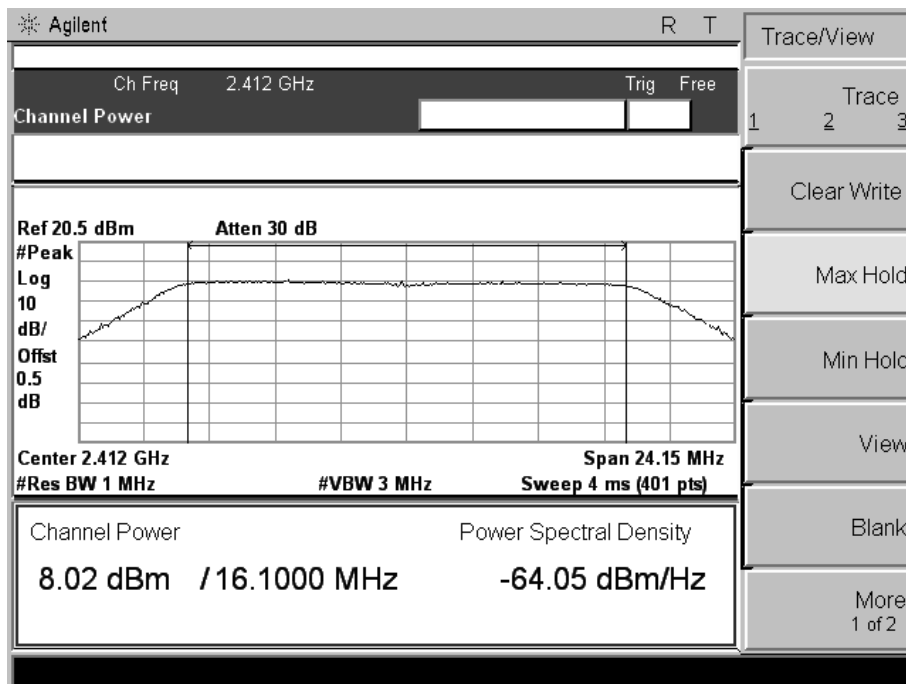 Agilent R T
Trace/View
Ch Freq 2.412 GHz Trig Free
Channel Power
Trace
1 2 3
Clear Write
Max Hold
Min Hold
View
Blank
More
1 of 2
Ref 20.5 dBm Atten 30 dB
#Peak
Log
10
dB/
Offst
0.5
dB
Center 2.412 GHz Span 24.15 MHz
#Res BW 1 MHz #VBW 3 MHz Sweep 4 ms (401 pts)
Channel Power Power Spectral Density
8.02 dBm / 16.1000 MHz -64.05 dBm/Hz